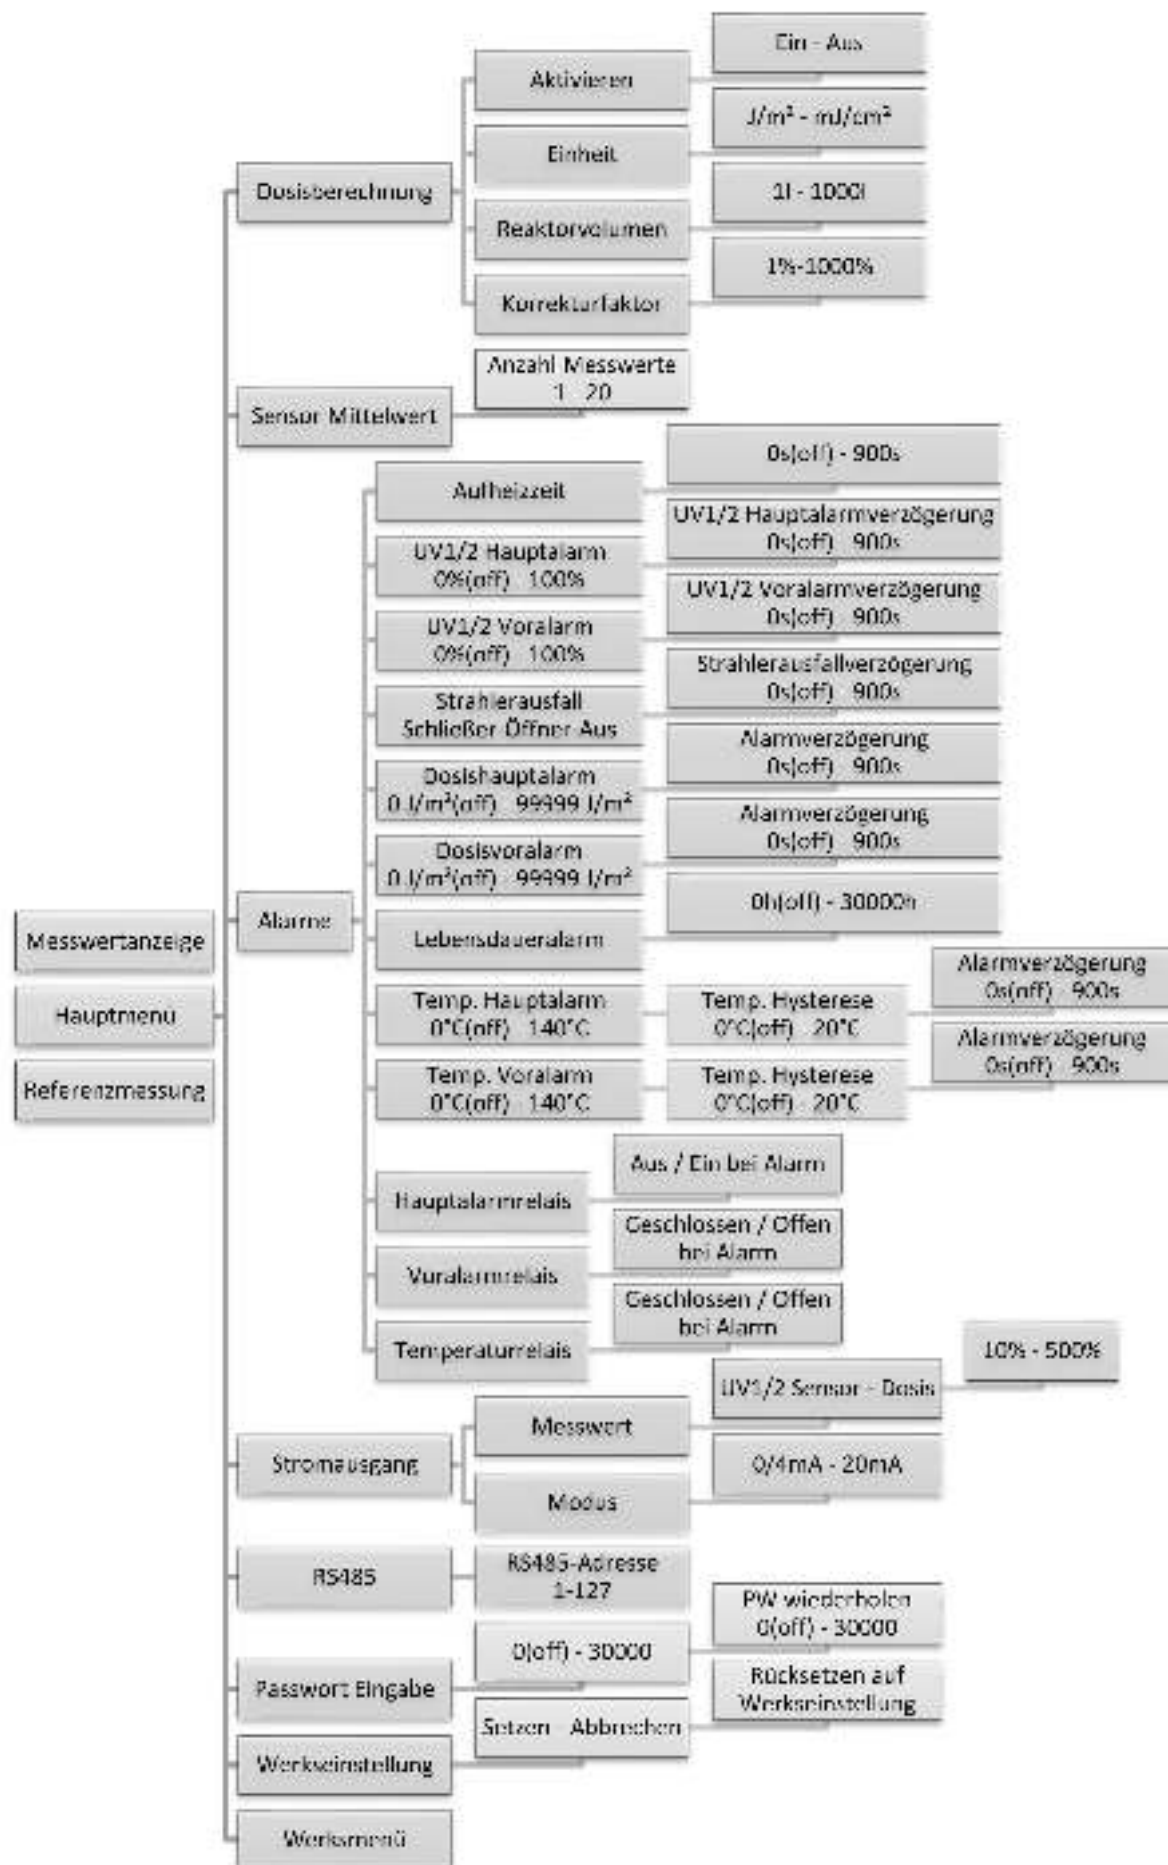 Messwertanzeige
Hauptmenü
Referenzmessung
Dosisberechnung
Aktivieren
Ein - Aus
Einheit
J/m² - mJ/cm²
Reaktorvolumen
1l - 1000l
Korrekturfaktor
1%-1000%
Sensor Mittelwert
Anzahl Messwerte
1 - 20
Alarme
Aufheizzeit
0s(off) - 900s
UV1/2 Hauptalarm
0%(off) - 100%
UV1/2 Hauptalarmverzögerung
0s(off) - 900s
UV1/2 Voralarm
0%(off) - 100%
UV1/2 Voralarmverzögerung
0s(off) - 900s
Strahlerausfall
Schließer-Öffner-Aus
Strahlerausfallverzögerung
0s(off) - 900s
Dosishauptalarm
0 J/m²(off) - 99999 J/m²
Alarmverzögerung
0s(off) - 900s
Dosisvoralarm
0 J/m²(off) - 99999 J/m²
Alarmverzögerung
0s(off) - 900s
Lebensdaueralarm
0h(off) - 30000h
Temp. Hauptalarm
0°C(off) - 140°C
Temp. Hysterese
0°C(off) - 20°C
Alarmverzögerung
0s(off) - 900s
Temp. Voralarm
0°C(off) - 140°C
Temp. Hysterese
0°C(off) - 20°C
Alarmverzögerung
0s(off) - 900s
Hauptalarmrelais
Aus / Ein bei Alarm
Voralarmrelais
Geschlossen / Offen
bei Alarm
Temperaturrelais
Geschlossen / Offen
bei Alarm
Stromausgang
Messwert
UV1/2 Sensor - Dosis
10% - 500%
Modus
0/4mA - 20mA
RS485
RS485-Adresse
1-127
Passwort Eingabe
0(off) - 30000
PW wiederholen
0(off) - 30000
Werkseinstellung
Setzen - Abbrechen
Rücksetzen auf
Werkseinstellung
Werksmenü